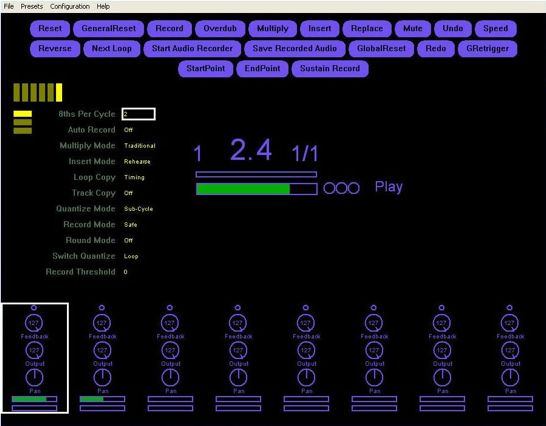 File Presets Configuration Help
Reset GeneralReset Record Overdub Multiply Insert Replace Mute Undo Speed
Reverse Next Loop Start Audio Recorder Save Recorded Audio GlobalReset Redo GRetrigger
StartPoint EndPoint Sustain Record
8ths Per Cycle 2
Auto Record Off
Multiply Mode Traditional
Insert Mode Rehearse
Loop Copy Timing
Track Copy Off
Quantize Mode Sub-Cycle
Record Mode Safe
Round Mode Off
Switch Quantize Loop
Record Threshold 0
1 2.4 1/1
Play
127 127 127 127 127 127 127 127
Feedback Feedback Feedback Feedback Feedback Feedback Feedback Feedback
127 127 127 127 127 127 127 127
Output Output Output Output Output Output Output Output
Pan Pan Pan Pan Pan Pan Pan Pan